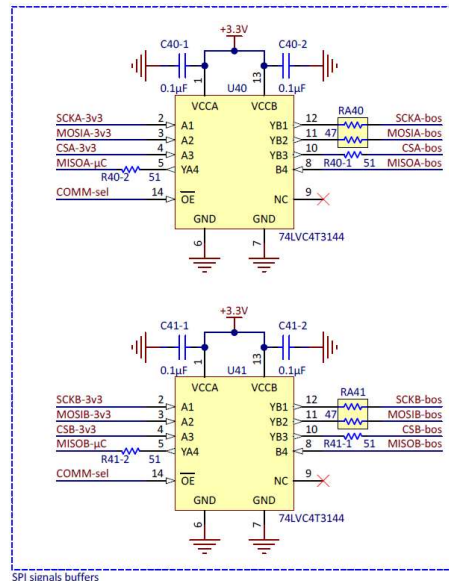 +3.3V
C40-1 C40-2
1 U40 13
0.1µF 0.1µF
VCCA VCCB
SCKA-3v3 2 A1 YB1 12 RA40 SCKA-bos
MOSIA-3v3 3 A2 YB2 11 47 MOSIA-bos
CSA-3v3 4 A3 YB3 10 CSA-bos
MISOA-µC 5 YA4 B4 8 R40-1 51 MISOA-bos
R40-2 51
COMM-sel 14 OE NC 9
GND GND
6 7 74LVC4T3144
+3.3V
C41-1 C41-2
1 U41 13
0.1µF 0.1µF
VCCA VCCB
SCKB-3v3 2 A1 YB1 12 RA41 SCKB-bos
MOSIB-3v3 3 A2 YB2 11 47 MOSIB-bos
CSB-3v3 4 A3 YB3 10 CSB-bos
MISOB-µC 5 YA4 B4 8 R41-1 51 MISOB-bos
R41-2 51
COMM-sel 14 OE NC 9
GND GND
6 7 74LVC4T3144
SPI signals buffers